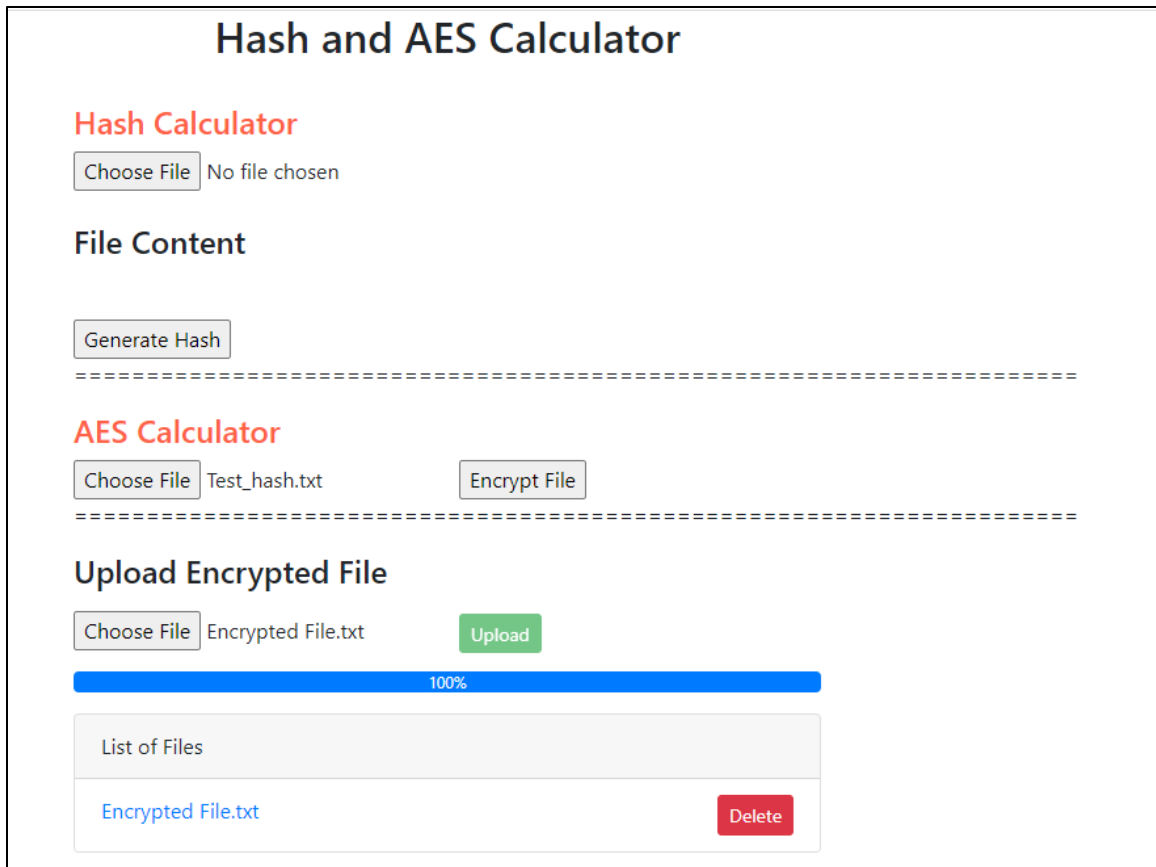 Hash and AES Calculator
Hash Calculator
Choose File No file chosen
File Content
Generate Hash
======================================================================
AES Calculator
Choose File Test_hash.txt Encrypt File
======================================================================
Upload Encrypted File
Choose File Encrypted File.txt Upload
100%
List of Files
Encrypted File.txt Delete